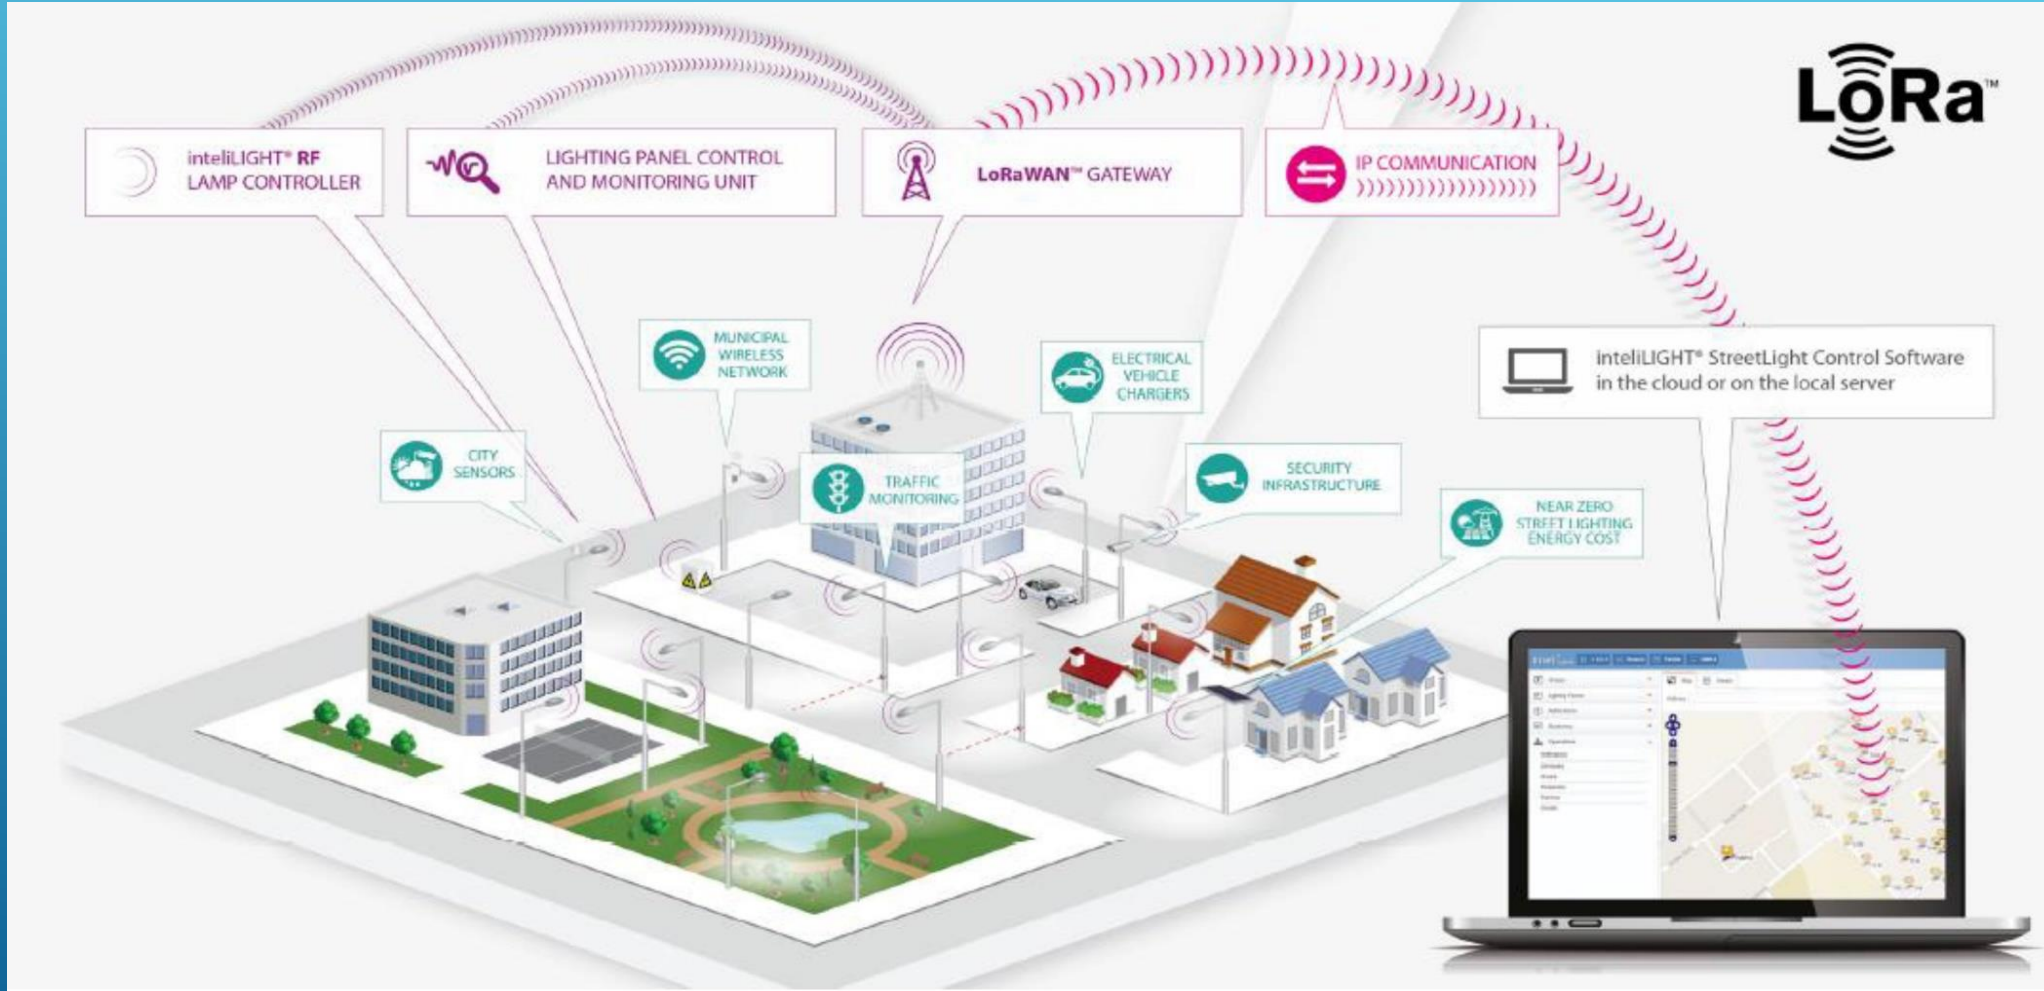 LoRa™
inteliLIGHT® RF
LAMP CONTROLLER
LIGHTING PANEL CONTROL
AND MONITORING UNIT
LoRaWAN™ GATEWAY
IP COMMUNICATION
MUNICIPAL
WIRELESS
NETWORK
ELECTRICAL
VEHICLE
CHARGERS
inteliLIGHT® StreetLight Control Software
in the cloud or on the local server
CITY
SENSORS
TRAFFIC
MONITORING
SECURITY
INFRASTRUCTURE
NEAR ZERO
STREET LIGHTING
ENERGY COST